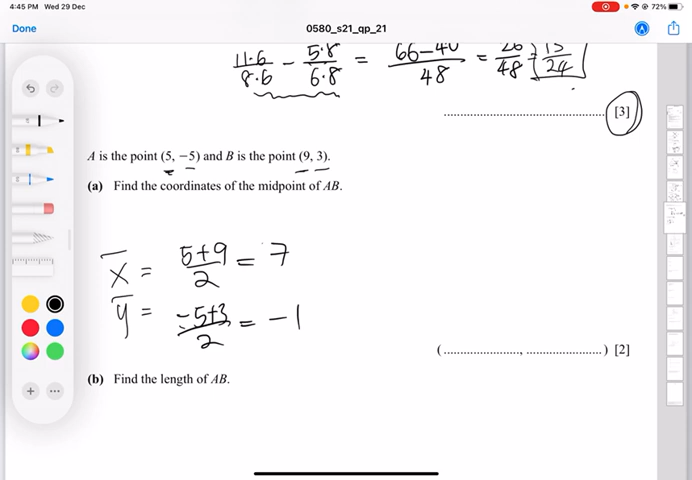 4:45 PM Wed 29 Dec
72%
Done
0580_s21_qp_21
11·6/8·6 − 5·8/6·8 = 66−40/48 = 26/48 = 13/24
[3]
A is the point (5, −5) and B is the point (9, 3).
(a) Find the coordinates of the midpoint of AB.
x̄ = 5+9/2 = 7
ȳ = −5+3/2 = −1
(....................., .....................) [2]
(b) Find the length of AB.